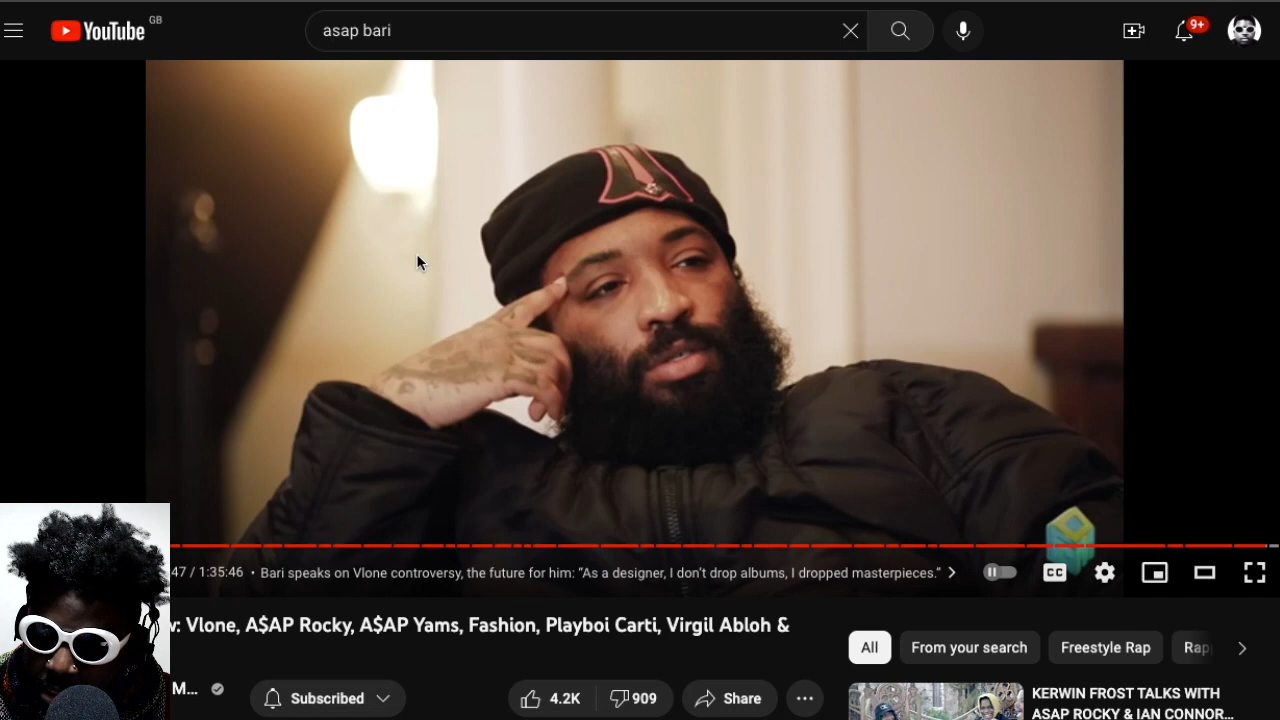 YouTube GB
asap bari
9+
47 / 1:35:46 • Bari speaks on Vlone controversy, the future for him: “As a designer, I don't drop albums, I dropped masterpieces.”
CC
w: Vlone, A$AP Rocky, A$AP Yams, Fashion, Playboi Carti, Virgil Abloh &
M...
Subscribed
4.2K
909
Share
All
From your search
Freestyle Rap
Rap
KERWIN FROST TALKS WITH
ASAP ROCKY & IAN CONNOR...